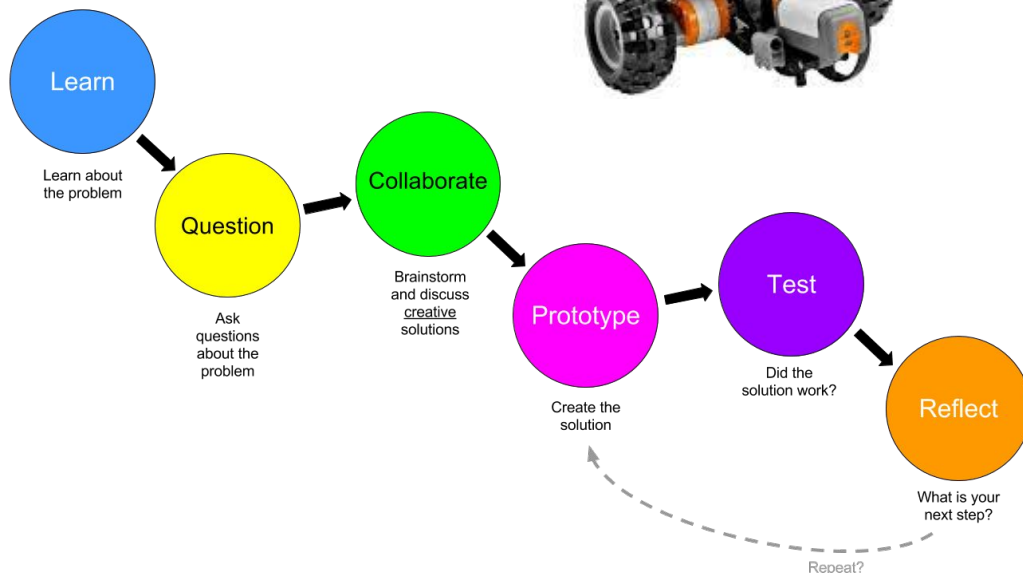 Learn
Learn about
the problem
Question
Ask
questions
about the
problem
Collaborate
Brainstorm
and discuss
creative
solutions
Prototype
Create the
solution
Test
Did the
solution work?
Reflect
What is your
next step?
Repeat?